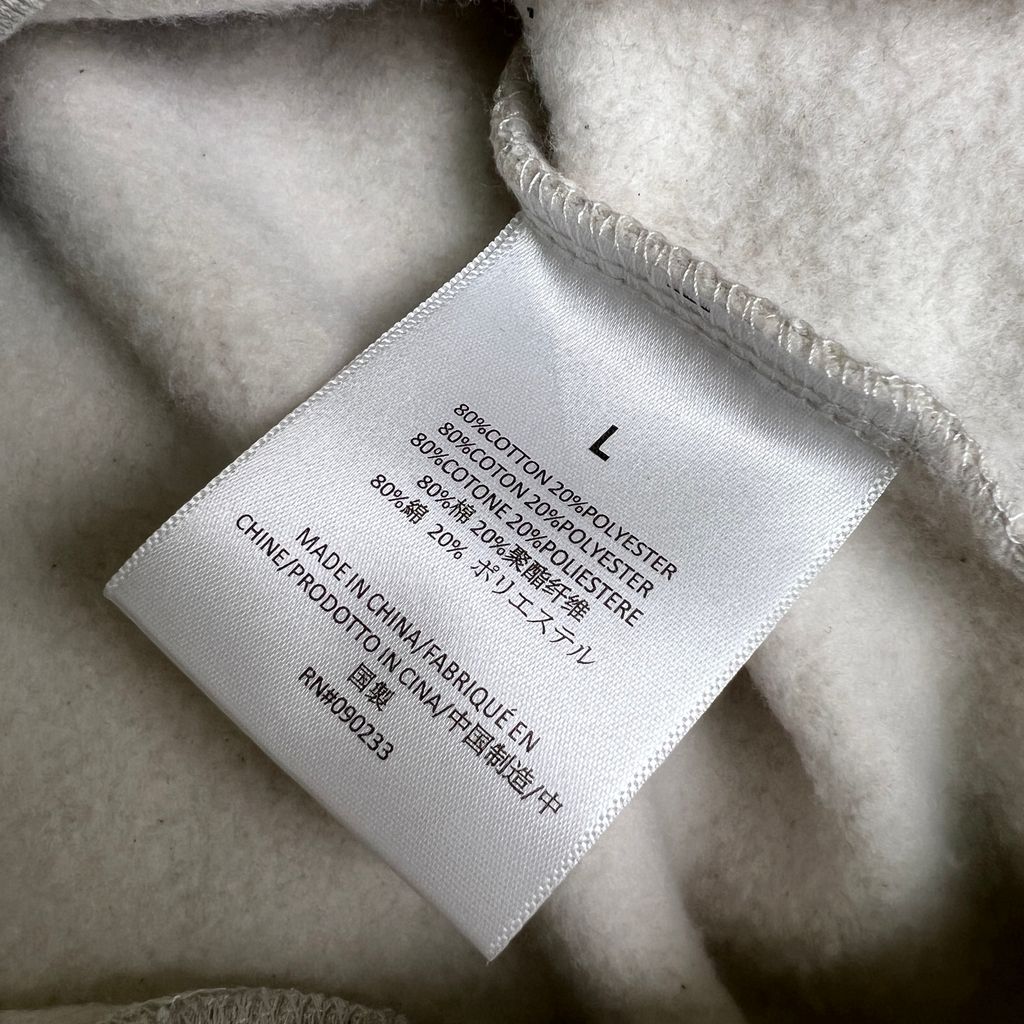 L
80%COTTON 20%POLYESTER
80%COTON 20%POLYESTER
80%COTONE 20%POLIESTERE
80%棉 20%聚酯纤维
80%綿 20% ポリエステル
MADE IN CHINA/FABRIQUÉ EN
CHINE/PRODOTTO IN CINA/中国制造/中
国製
RN#090233